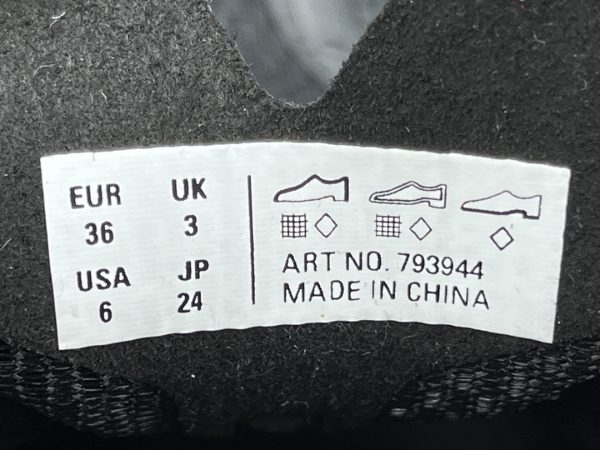 EUR UK
36 3
USA JP
6 24
ART NO. 793944
MADE IN CHINA